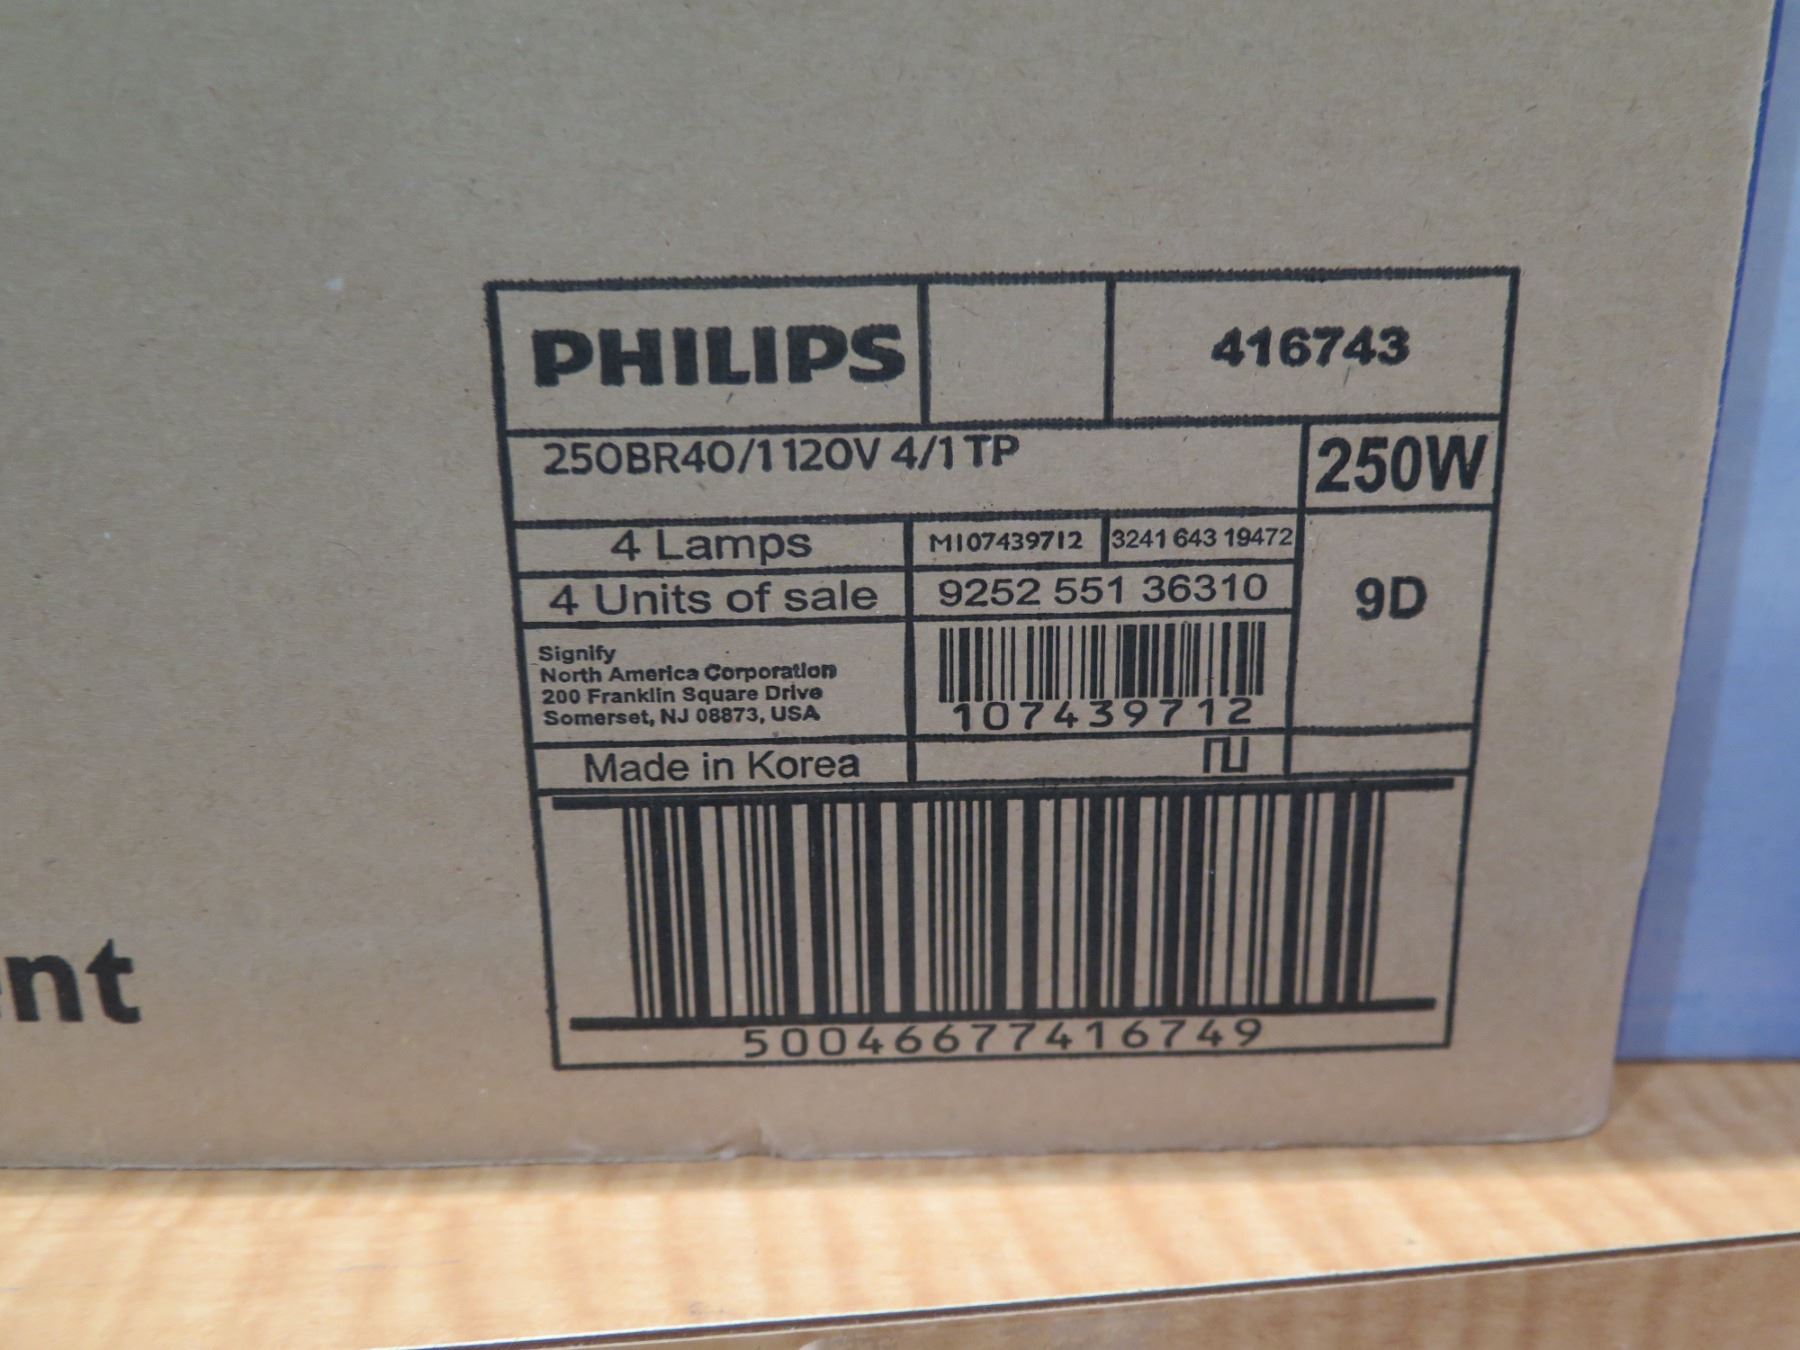 PHILIPS 416743
250BR40/1 120V 4/1 TP 250W
4 Lamps M107439712 3241 643 19472
4 Units of sale 9252 551 36310 9D
Signify
North America Corporation
200 Franklin Square Drive
Somerset, NJ 08873, USA
107439712
Made in Korea
nt
50046677416749